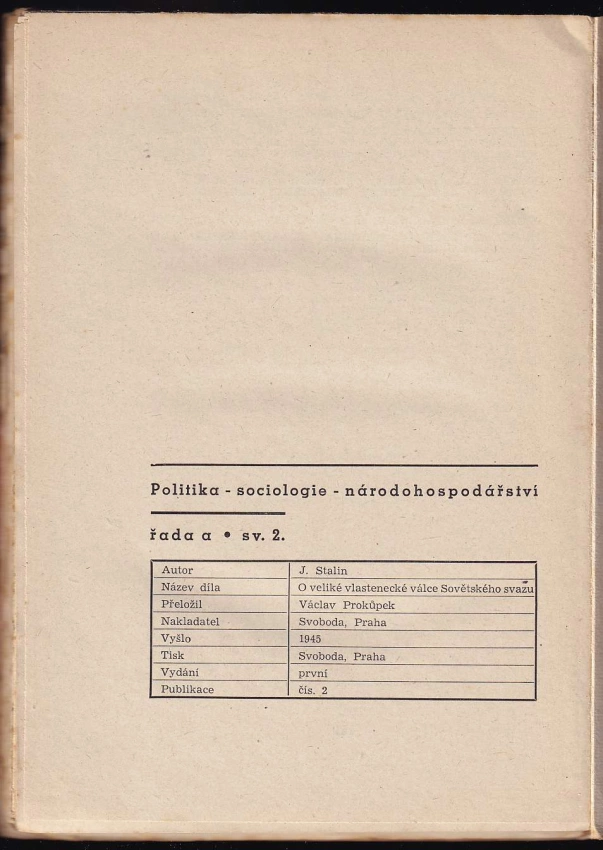 Politika - sociologie - národohospodářství
řada a • sv. 2.
Autor J. Stalin
Název díla O veliké vlastenecké válce Sovětského svazu
Přeložil Václav Prokůpek
Nakladatel Svoboda, Praha
Vyšlo 1945
Tisk Svoboda, Praha
Vydání první
Publikace čís. 2